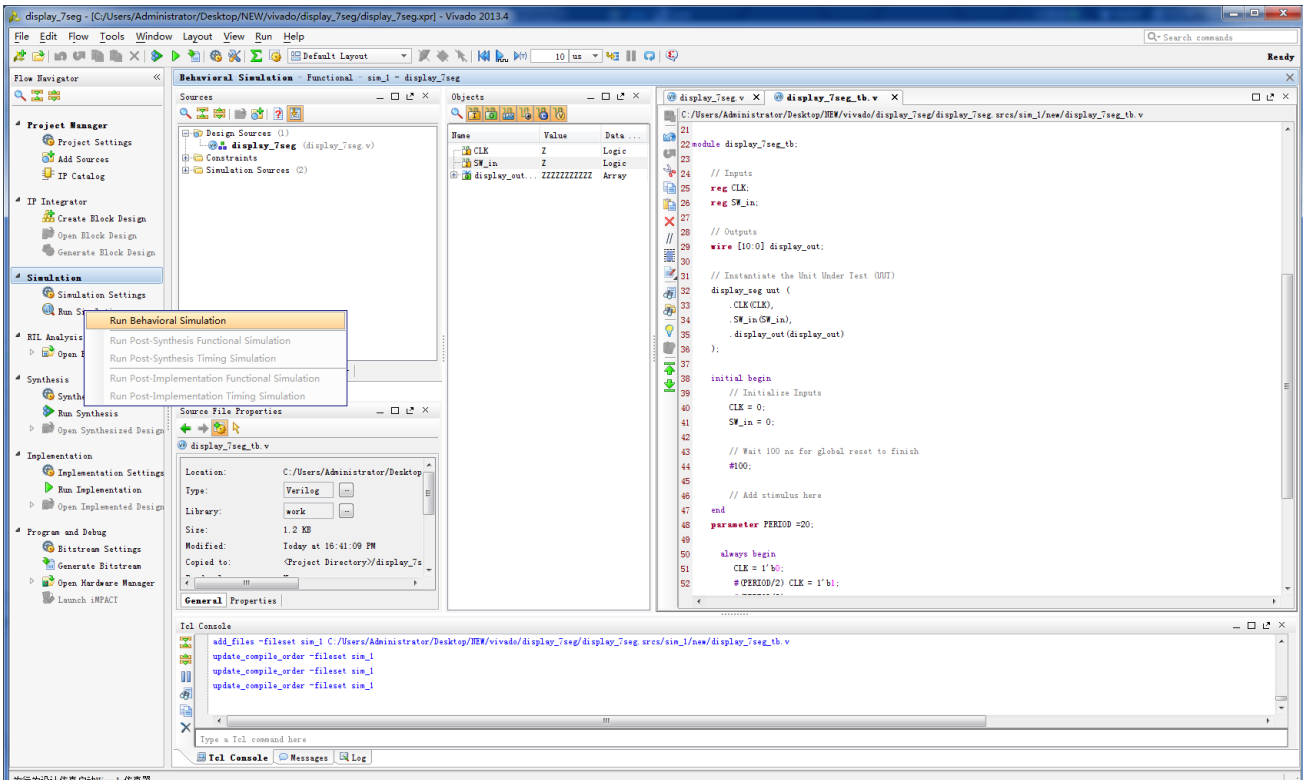 display_7seg - [C:/Users/Administrator/Desktop/NEW/vivado/display_7seg/display_7seg.xpr] - Vivado 2013.4
File Edit Flow Tools Window Layout View Run Help
Search commands
Default Layout
10 us
Ready
Flow Navigator
Project Manager
Project Settings
Add Sources
IP Catalog
IP Integrator
Create Block Design
Open Block Design
Generate Block Design
Simulation
Simulation Settings
Run
Run Behavioral Simulation
Run Post-Synthesis Functional Simulation
Run Post-Synthesis Timing Simulation
Run Post-Implementation Functional Simulation
Run Post-Implementation Timing Simulation
RTL Analysis
Open
Synthesis
Run Synthesis
Open Synthesized Design
Implementation
Implementation Settings
Run Implementation
Open Implemented Design
Program and Debug
Bitstream Settings
Generate Bitstream
Open Hardware Manager
Launch iMPACT
Behavioral Simulation - Functional - sim_1 - display_7seg
Sources
Design Sources (1)
display_7seg (display_7seg.v)
Constraints
Simulation Sources (2)
Source File Properties
display_7seg_tb.v
Location: C:/Users/Administrator/Desktop
Type: Verilog
Library: work
Size: 1.2 KB
Modified: Today at 16:41:09 PM
Copied to: <Project Directory>/display_7s
General Properties
Objects
Name Value Data ...
CLK Z Logic
SW_in Z Logic
display_out... ZZZZZZZZZZZ Array
display_7seg.v display_7seg_tb.v
C:/Users/Administrator/Desktop/NEW/vivado/display_7seg/display_7seg.srcs/sim_1/new/display_7seg_tb.v
21
22 module display_7seg_tb;
23
24 // Inputs
25 reg CLK;
26 reg SW_in;
27
28 // Outputs
29 wire [10:0] display_out;
30
31 // Instantiate the Unit Under Test (UUT)
32 display_seg uut (
33 .CLK(CLK),
34 .SW_in(SW_in),
35 .display_out(display_out)
36 );
37
38 initial begin
39 // Initialize Inputs
40 CLK = 0;
41 SW_in = 0;
42
43 // Wait 100 ns for global reset to finish
44 #100;
45
46 // Add stimulus here
47 end
48 parameter PERIOD =20;
49
50 always begin
51 CLK = 1'b0;
52 #(PERIOD/2) CLK = 1'b1;
Tcl Console
add_files -fileset sim_1 C:/Users/Administrator/Desktop/NEW/vivado/display_7seg/display_7seg.srcs/sim_1/new/display_7seg_tb.v
update_compile_order -fileset sim_1
update_compile_order -fileset sim_1
update_compile_order -fileset sim_1
Type a Tcl command here
Tcl Console Messages Log